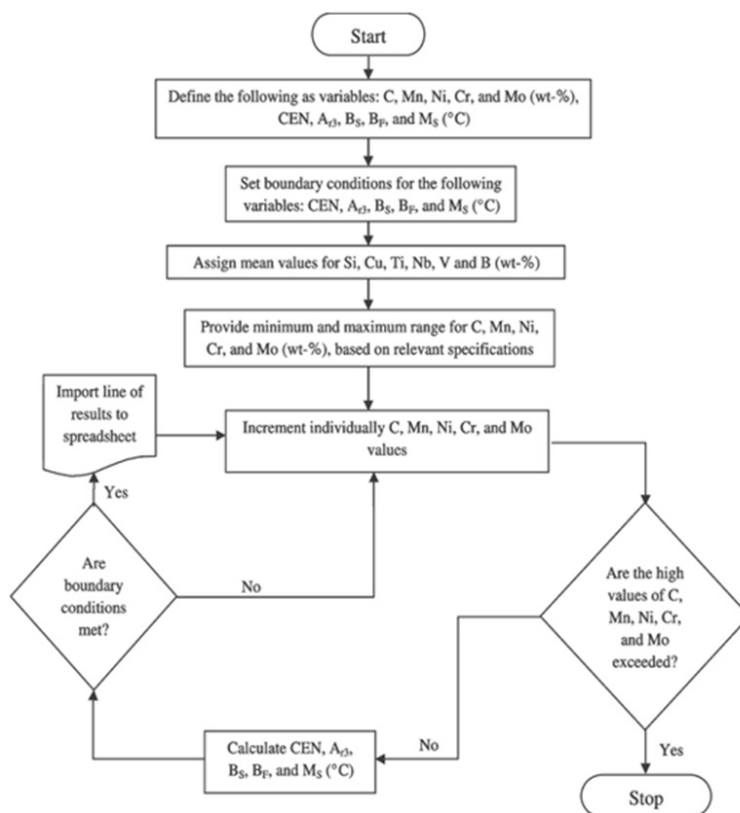 Start
Define the following as variables: C, Mn, Ni, Cr, and Mo (wt-%),
CEN, Ar3, BS, BF, and MS (°C)
Set boundary conditions for the following
variables: CEN, Ar3, BS, BF, and MS (°C)
Assign mean values for Si, Cu, Ti, Nb, V and B (wt-%)
Provide minimum and maximum range for C, Mn, Ni,
Cr, and Mo (wt-%), based on relevant specifications
Import line of
results to
spreadsheet
Increment individually C, Mn, Ni, Cr, and Mo
values
Yes
Are
boundary
conditions
met?
No
Are the high
values of C,
Mn, Ni, Cr,
and Mo
exceeded?
No
Calculate CEN, Ar3,
BS, BF, and MS (°C)
Yes
Stop